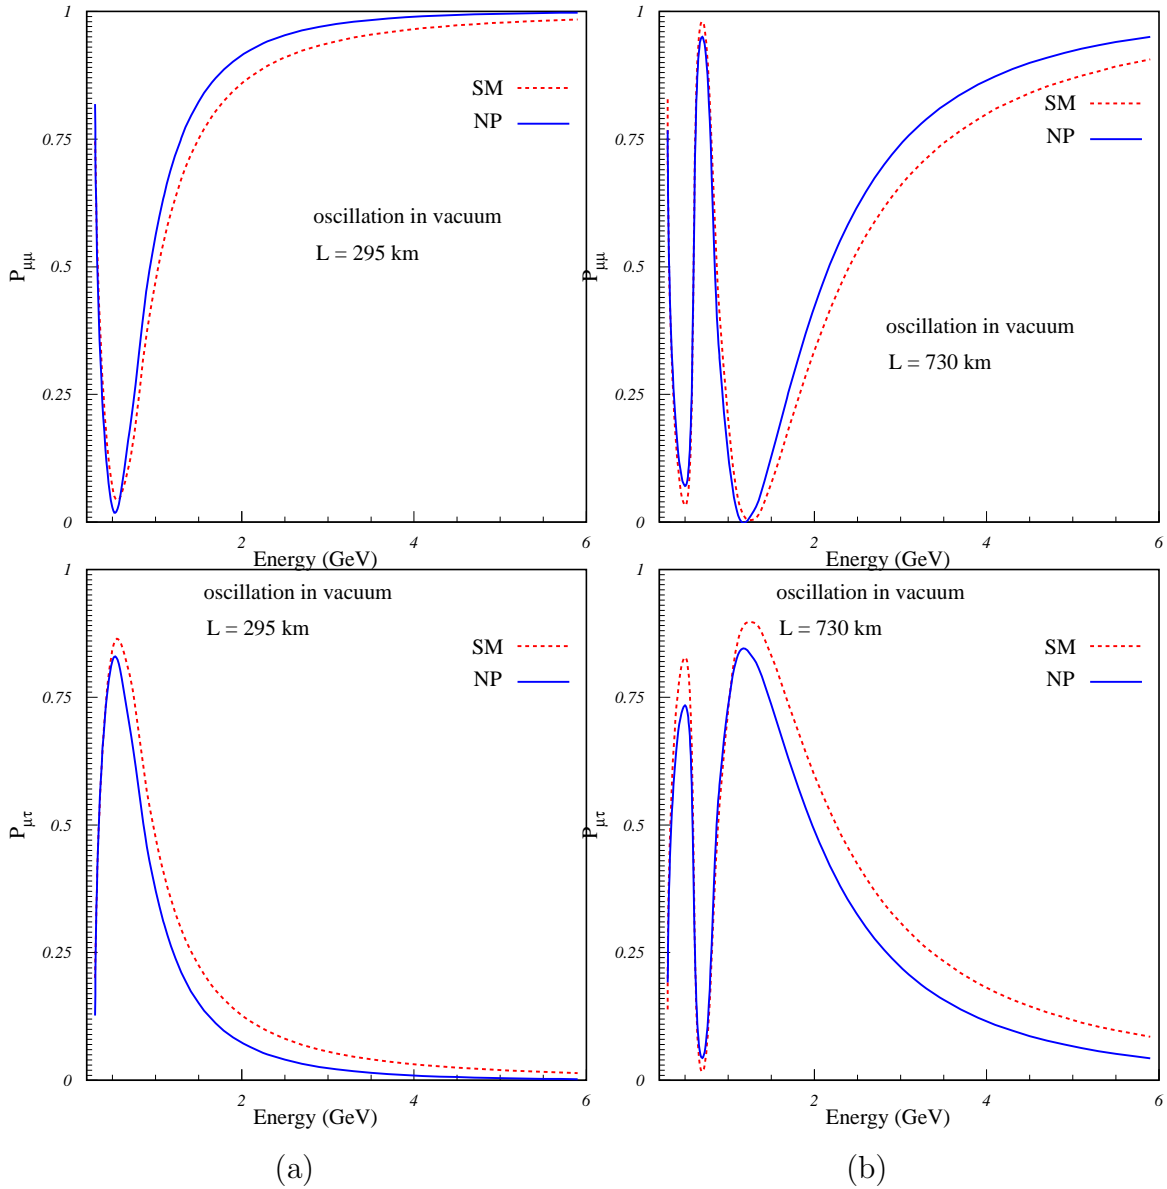 1
0.75
0.5
0.25
0
P_μμ
SM
NP
oscillation in vacuum
L = 295 km
2
4
6
Energy (GeV)
1
0.75
0.5
0.25
0
P_μμ
SM
NP
oscillation in vacuum
L = 730 km
2
4
6
Energy (GeV)
1
0.75
0.5
0.25
0
P_μτ
oscillation in vacuum
L = 295 km
SM
NP
2
4
6
Energy (GeV)
1
0.75
0.5
0.25
0
P_μτ
oscillation in vacuum
L = 730 km
SM
NP
2
4
6
Energy (GeV)
(a)
(b)